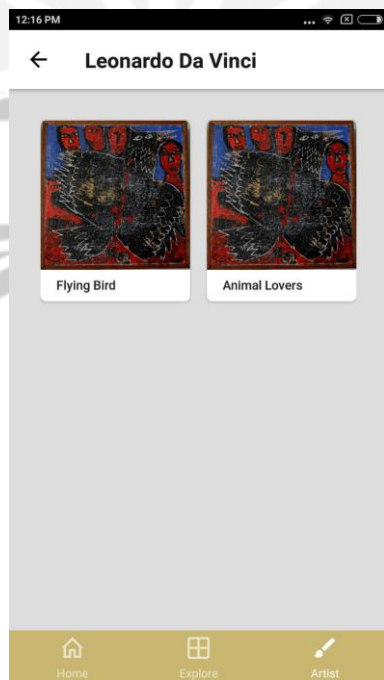 12:16 PM
Leonardo Da Vinci
Flying Bird
Animal Lovers
Home
Explore
Artist